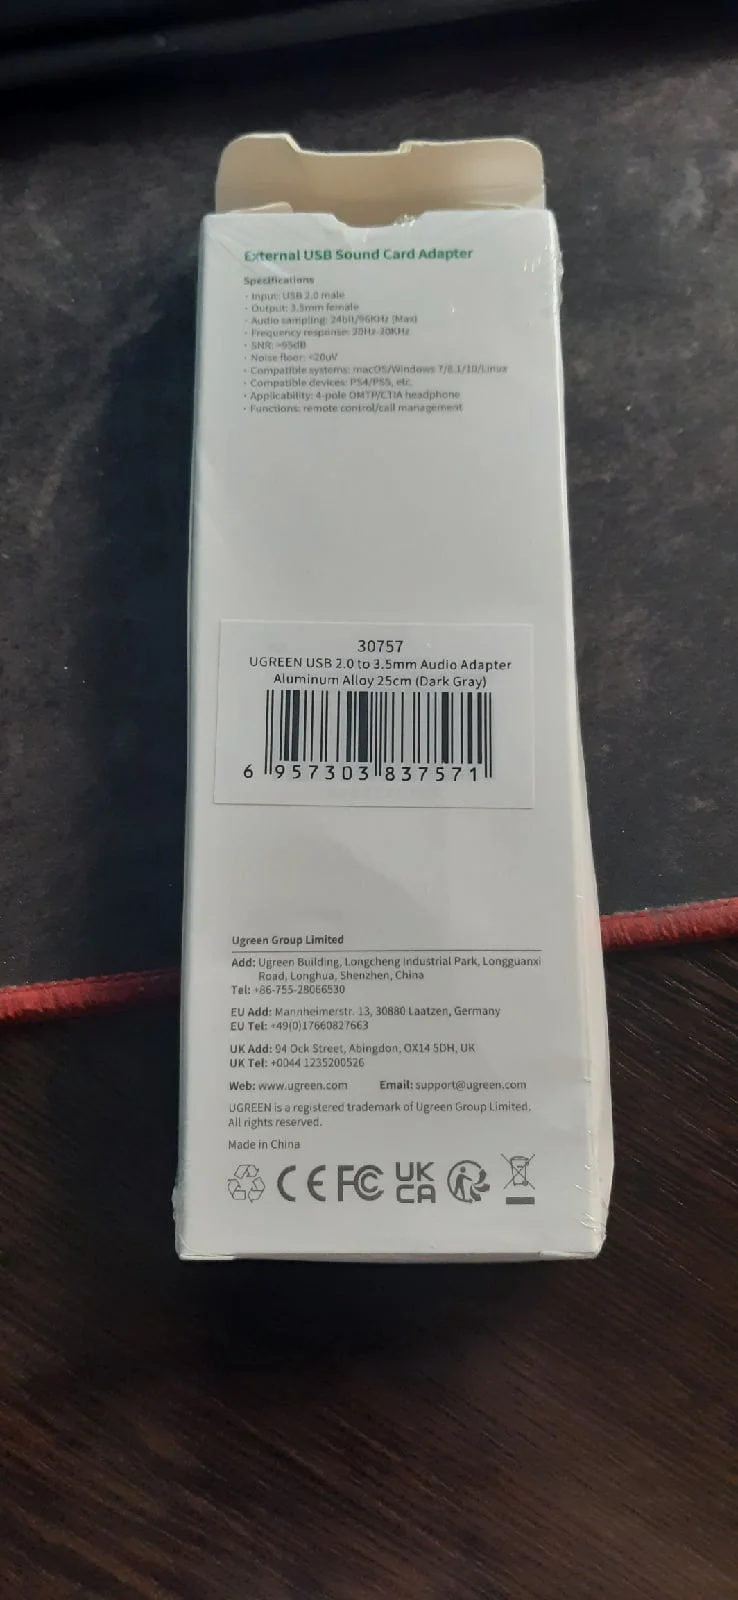 External USB Sound Card Adapter
Specifications
· Input: USB 2.0 male
· Output: 3.5mm female
· Audio sampling: 24bit/96KHz (Max)
· Frequency response: 20Hz-20KHz
· SNR: >95dB
· Noise floor: <20uV
· Compatible systems: macOS/Windows 7/8.1/10/Linux
· Compatible devices: PS4/PS5, etc.
· Applicability: 4-pole OMTP/CTIA headphone
· Functions: remote control/call management
30757
UGREEN USB 2.0 to 3.5mm Audio Adapter
Aluminum Alloy 25cm (Dark Gray)
6 957303 837571
Ugreen Group Limited
Add: Ugreen Building, Longcheng Industrial Park, Longguanxi
Road, Longhua, Shenzhen, China
Tel: +86-755-28066530
EU Add: Mannheimerstr. 13, 30880 Laatzen, Germany
EU Tel: +49(0)17660827663
UK Add: 94 Ock Street, Abingdon, OX14 5DH, UK
UK Tel: +0044 1235200526
Web: www.ugreen.com Email: support@ugreen.com
UGREEN is a registered trademark of Ugreen Group Limited.
All rights reserved.
Made in China
CE FC UK
CA